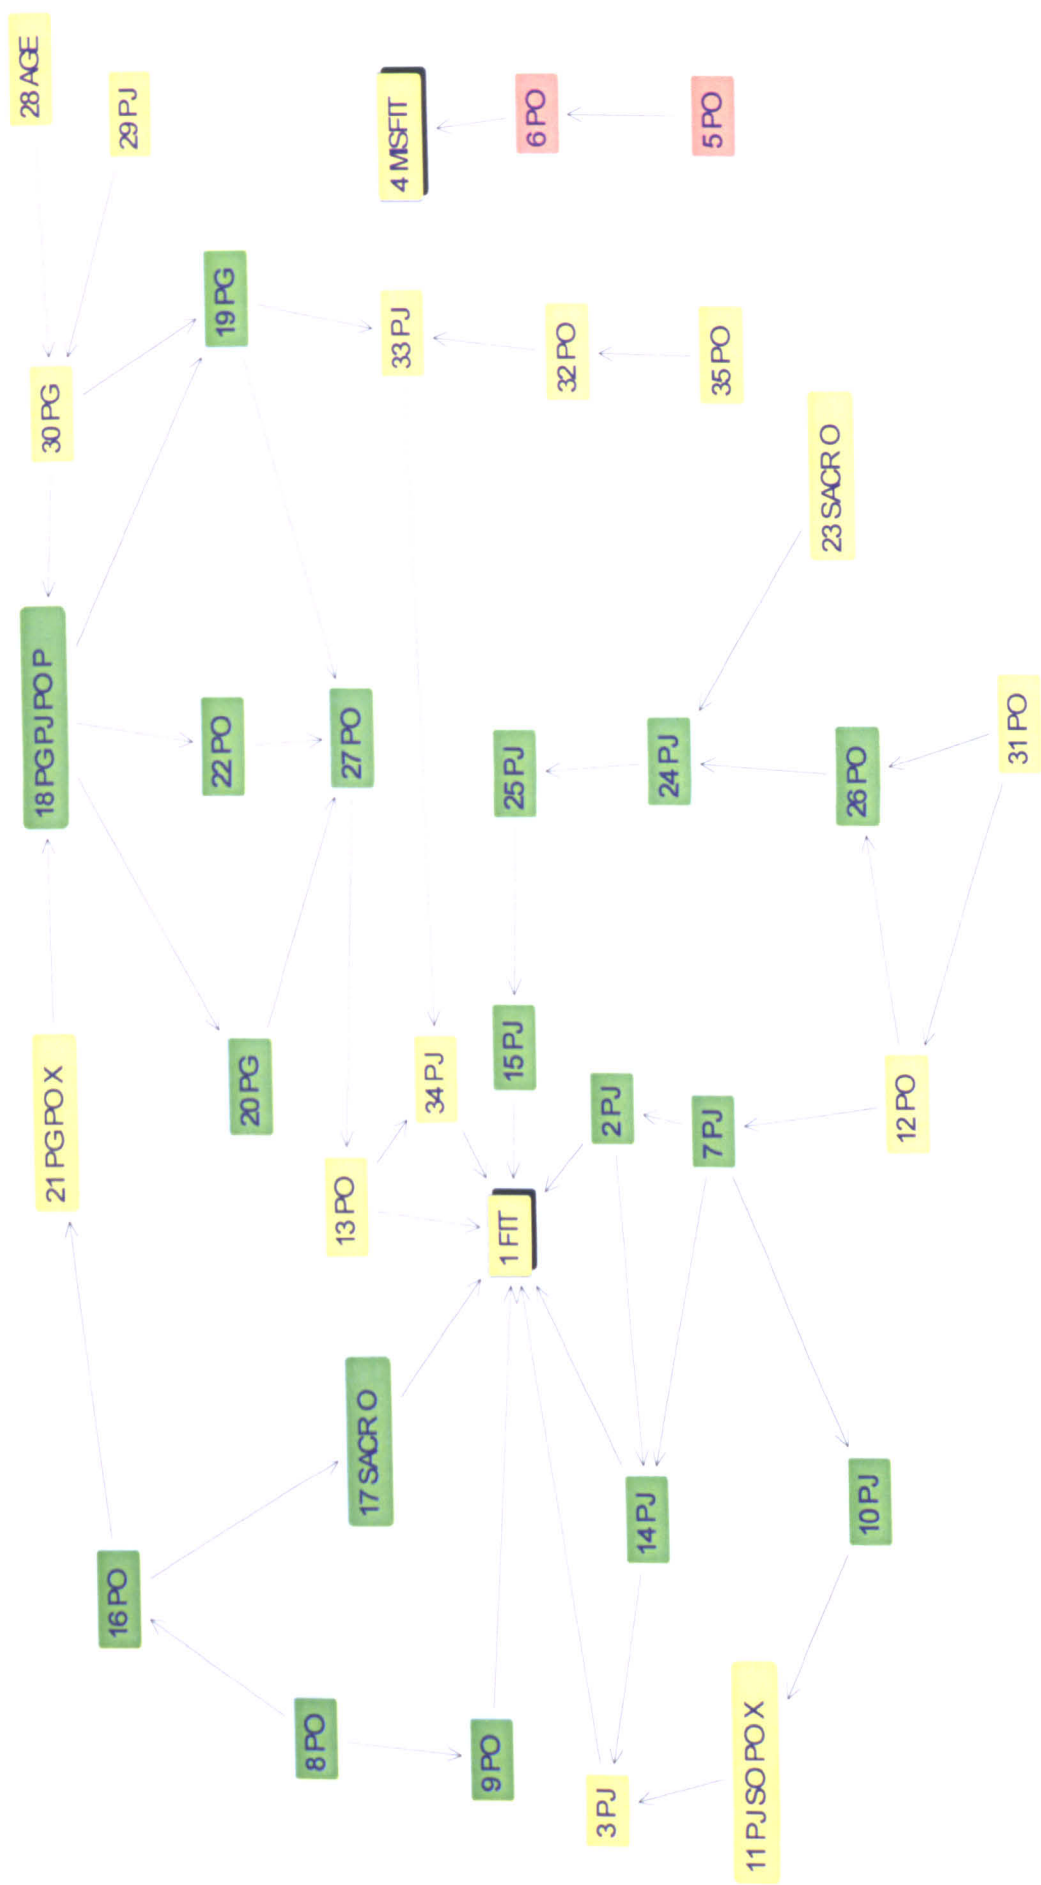 21 PG PO X
18 PG PJ PO P
30 PG
28 AGE
16 PO
29 PJ
20 PG
22 PO
19 PG
8 PO
17 SACR O
13 PO
27 PO
34 PJ
33 PJ
4 MISFIT
9 PO
1 FIT
15 PJ
25 PJ
32 PO
6 PO
3 PJ
2 PJ
14 PJ
24 PJ
7 PJ
35 PO
5 PO
11 PJ SO PO X
23 SACR O
10 PJ
26 PO
12 PO
31 PO